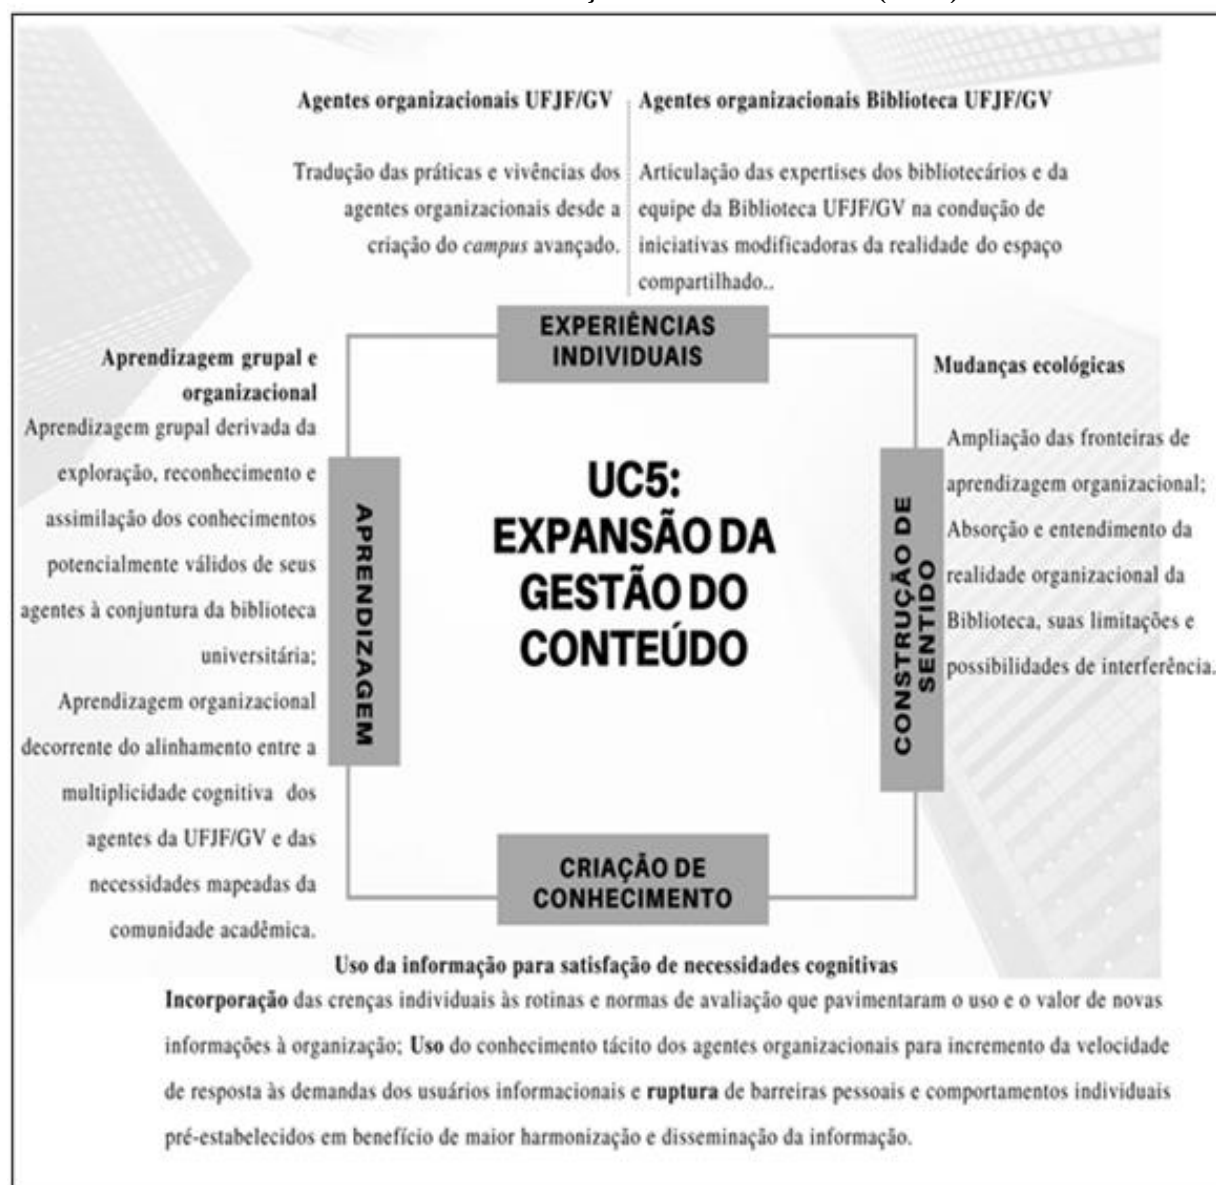 Agentes organizacionais UFJF/GV
Tradução das práticas e vivências dos
agentes organizacionais desde a
criação do campus avançado.
Agentes organizacionais Biblioteca UFJF/GV
Articulação das expertises dos bibliotecários e da
equipe da Biblioteca UFJF/GV na condução de
iniciativas modificadoras da realidade do espaço
compartilhado..
EXPERIÊNCIAS
INDIVIDUAIS
Aprendizagem grupal e
organizacional
Aprendizagem grupal derivada da
exploração, reconhecimento e
assimilação dos conhecimentos
potencialmente válidos de seus
agentes à conjuntura da biblioteca
universitária;
Aprendizagem organizacional
decorrente do alinhamento entre a
multiplicidade cognitiva dos
agentes da UFJF/GV e das
necessidades mapeadas da
comunidade acadêmica.
APRENDIZAGEM
UC5:
EXPANSÃO DA
GESTÃO DO
CONTEÚDO
CONSTRUÇÃO DE
SENTIDO
Mudanças ecológicas
Ampliação das fronteiras de
aprendizagem organizacional;
Absorção e entendimento da
realidade organizacional da
Biblioteca, suas limitações e
possibilidades de interferência.
CRIAÇÃO DE
CONHECIMENTO
Uso da informação para satisfação de necessidades cognitivas
Incorporação das crenças individuais às rotinas e normas de avaliação que pavimentaram o uso e o valor de novas
informações à organização; Uso do conhecimento tácito dos agentes organizacionais para incremento da velocidade
de resposta às demandas dos usuários informacionais e ruptura de barreiras pessoais e comportamentos individuais
pré-estabelecidos em benefício de maior harmonização e disseminação da informação.